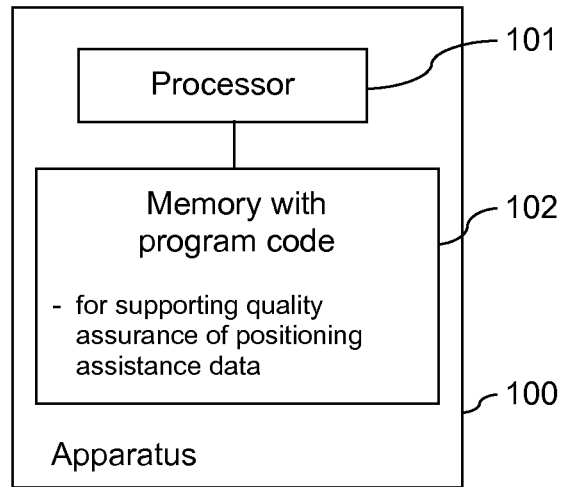 101
Processor
Memory with
program code
102
- for supporting quality
assurance of positioning
assistance data
100
Apparatus